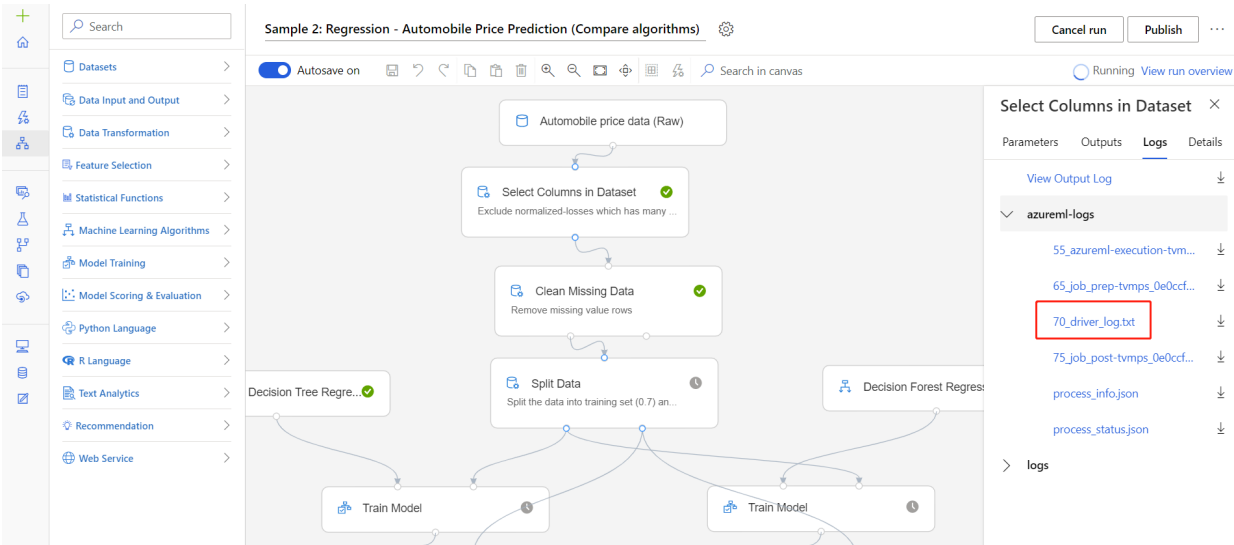 Sample 2: Regression - Automobile Price Prediction (Compare algorithms)
Cancel run
Publish
Search
Datasets
Data Input and Output
Data Transformation
Feature Selection
Statistical Functions
Machine Learning Algorithms
Model Training
Model Scoring & Evaluation
Python Language
R Language
Text Analytics
Recommendation
Web Service
Autosave on
Search in canvas
Running View run overview
Automobile price data (Raw)
Select Columns in Dataset
Exclude normalized-losses which has many ...
Clean Missing Data
Remove missing value rows
Split Data
Split the data into training set (0.7) an...
Decision Tree Regre...
Decision Forest Regress
Train Model
Train Model
Select Columns in Dataset
Parameters Outputs Logs Details
View Output Log
azureml-logs
55_azureml-execution-tvm...
65_job_prep-tvmps_0e0ccf...
70_driver_log.txt
75_job_post-tvmps_0e0ccf...
process_info.json
process_status.json
logs